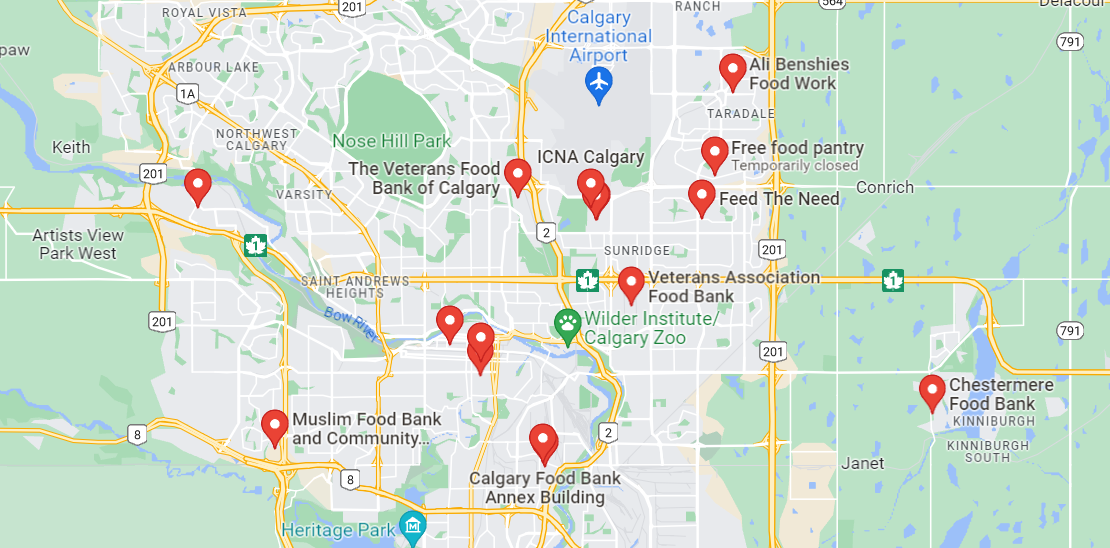 ROYAL VISTA
201
Calgary
International
Airport
RANCH
564
Delacour
791
paw
ARBOUR LAKE
1A
Ali Benshies
Food Work
TARADALE
NORTHWEST
CALGARY
Nose Hill Park
Keith
ICNA Calgary
Free food pantry
Temporarily closed
201
The Veterans Food
Bank of Calgary
VARSITY
Conrich
Feed The Need
Artists View
Park West
1
2
SUNRIDGE
201
SAINT ANDREWS
HEIGHTS
1
Veterans Association
Food Bank
1
Bow River
201
Wilder Institute/
Calgary Zoo
791
201
Chestermere
Food Bank
KINNIBURGH
Muslim Food Bank
and Community...
8
2
KINNIBURGH
SOUTH
Janet
8
Calgary Food Bank
Annex Building
Heritage Park
M